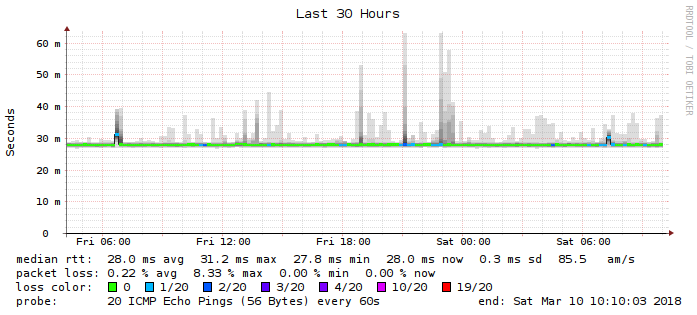 Last 30 Hours
RRDTOOL / TOBI OETIKER
Seconds
60 m
50 m
40 m
30 m
20 m
10 m
0
Fri 06:00 Fri 12:00 Fri 18:00 Sat 00:00 Sat 06:00
median rtt: 28.0 ms avg 31.2 ms max 27.8 ms min 28.0 ms now 0.3 ms sd 85.5 am/s
packet loss: 0.22 % avg 8.33 % max 0.00 % min 0.00 % now
loss color: 0 1/20 2/20 3/20 4/20 10/20 19/20
probe: 20 ICMP Echo Pings (56 Bytes) every 60s end: Sat Mar 10 10:10:03 2018